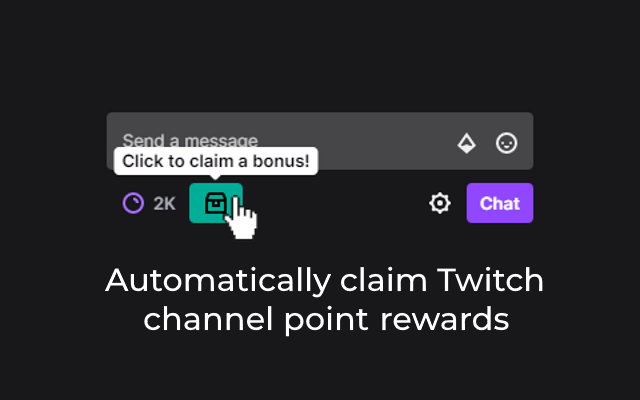 Send a message
Click to claim a bonus!
2K
Chat
Automatically claim Twitch
channel point rewards